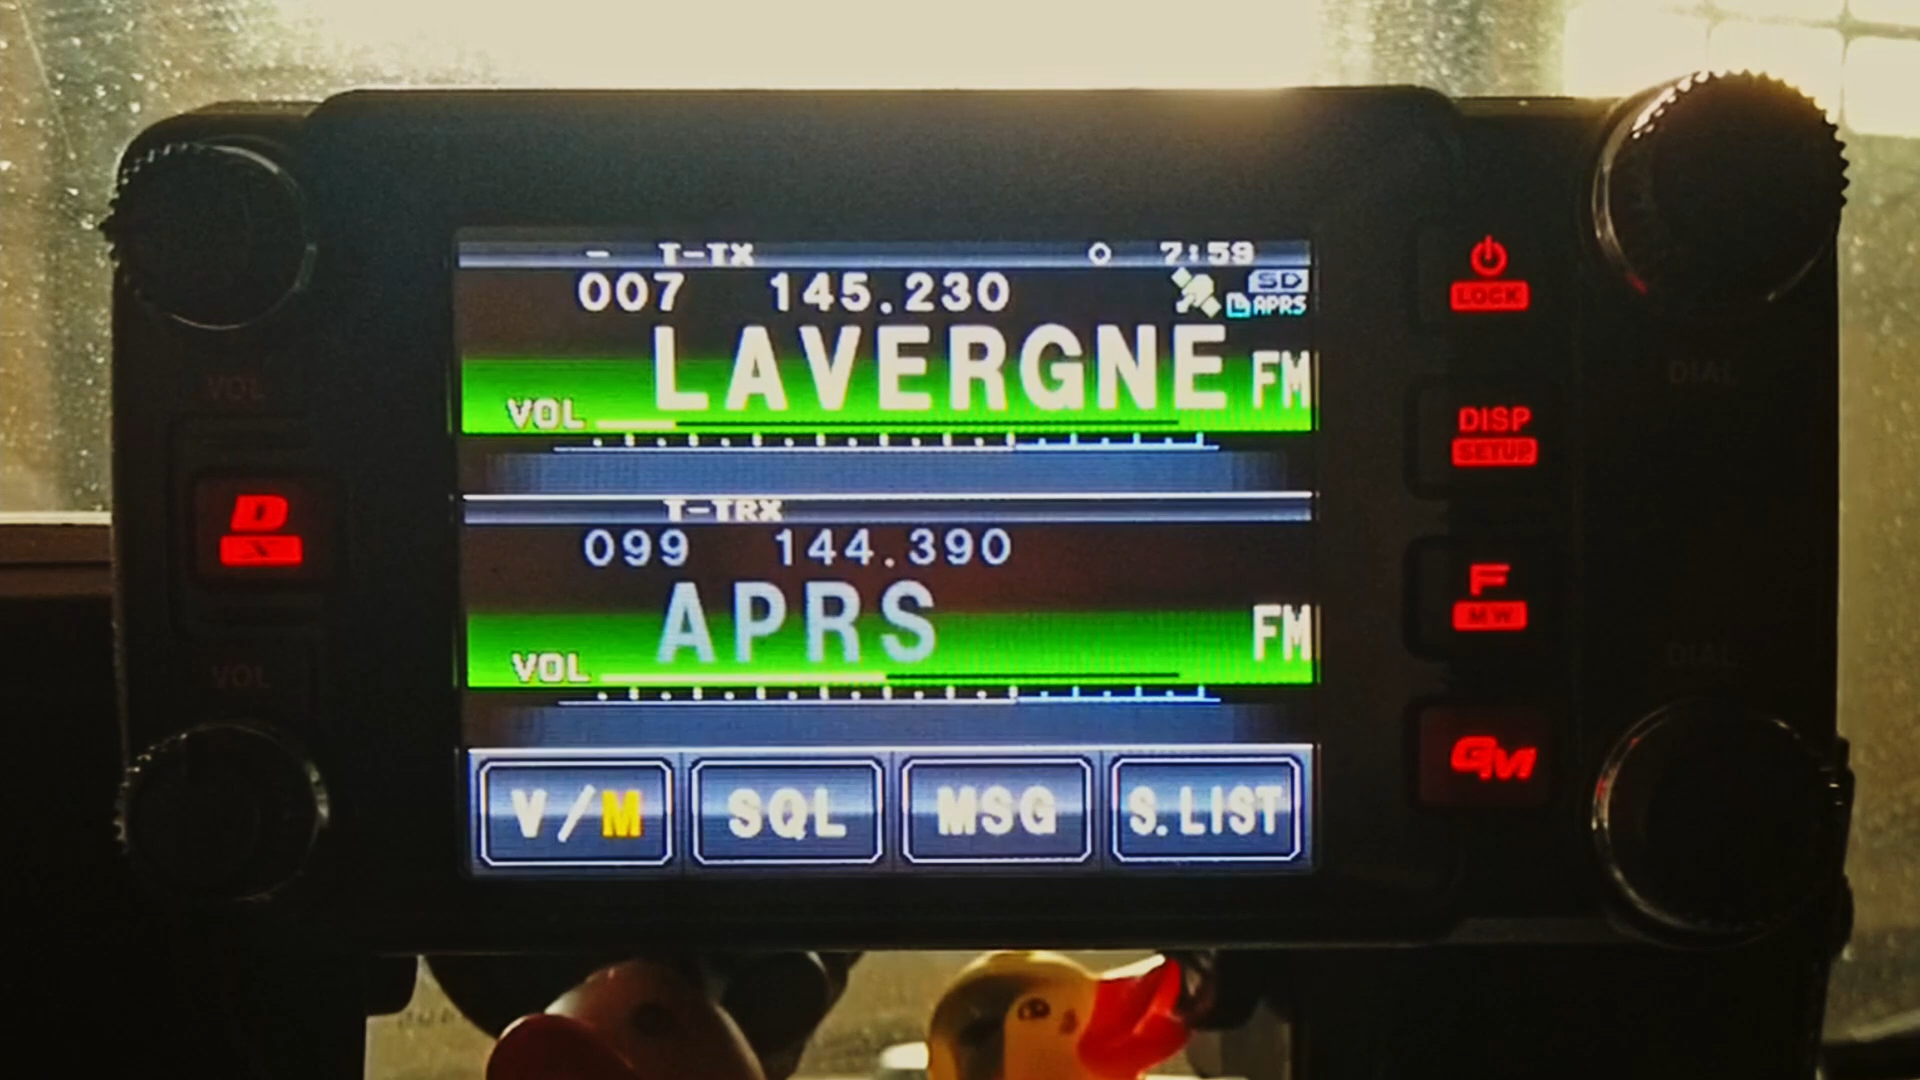 - T-TX 7:59
007 145.230 SD
APRS
LAVERGNE FM
VOL
T-TRX
099 144.390
APRS FM
VOL
V/M SQL MSG S.LIST
VOL
D
X
VOL
LOCK
DISP
SETUP
F
MW
GM
DIAL
DIAL